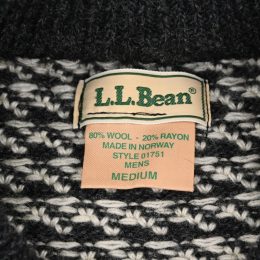 L.L.Bean®
80% WOOL - 20% RAYON
MADE IN NORWAY
STYLE 01751
MENS
MEDIUM